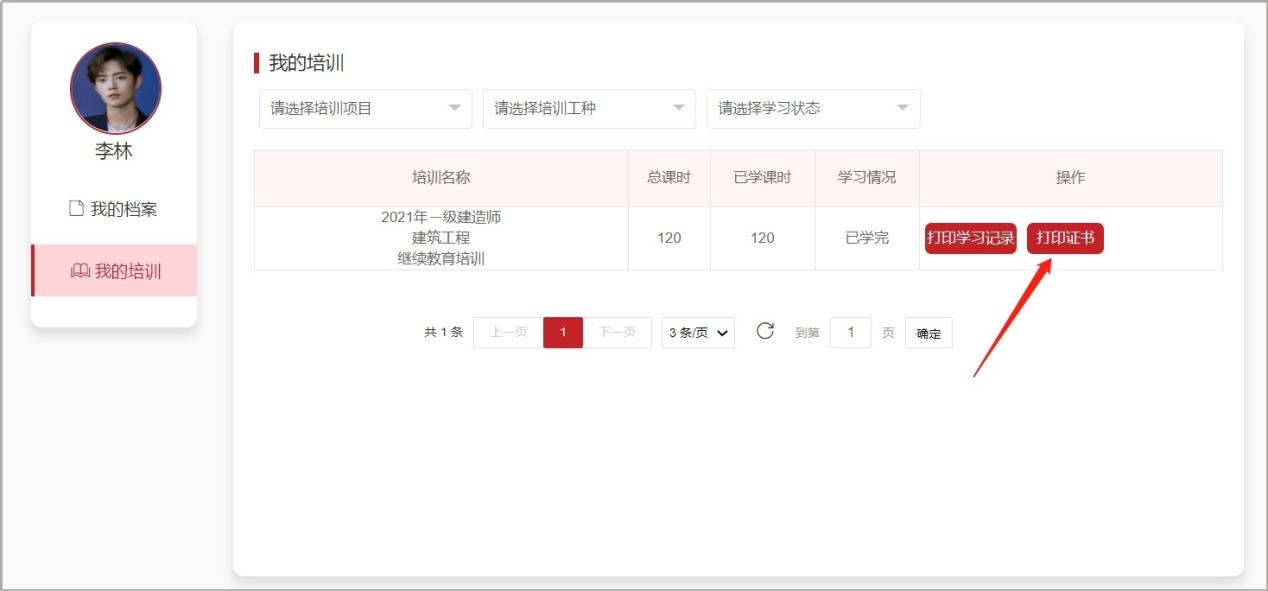 李林
我的档案
我的培训
我的培训
请选择培训项目
请选择培训工种
请选择学习状态
培训名称
总课时
已学课时
学习情况
操作
2021年一级建造师
建筑工程
继续教育培训
120
120
已学完
打印学习记录
打印证书
共 1 条
上一页
1
下一页
3 条/页
到第
1
页
确定